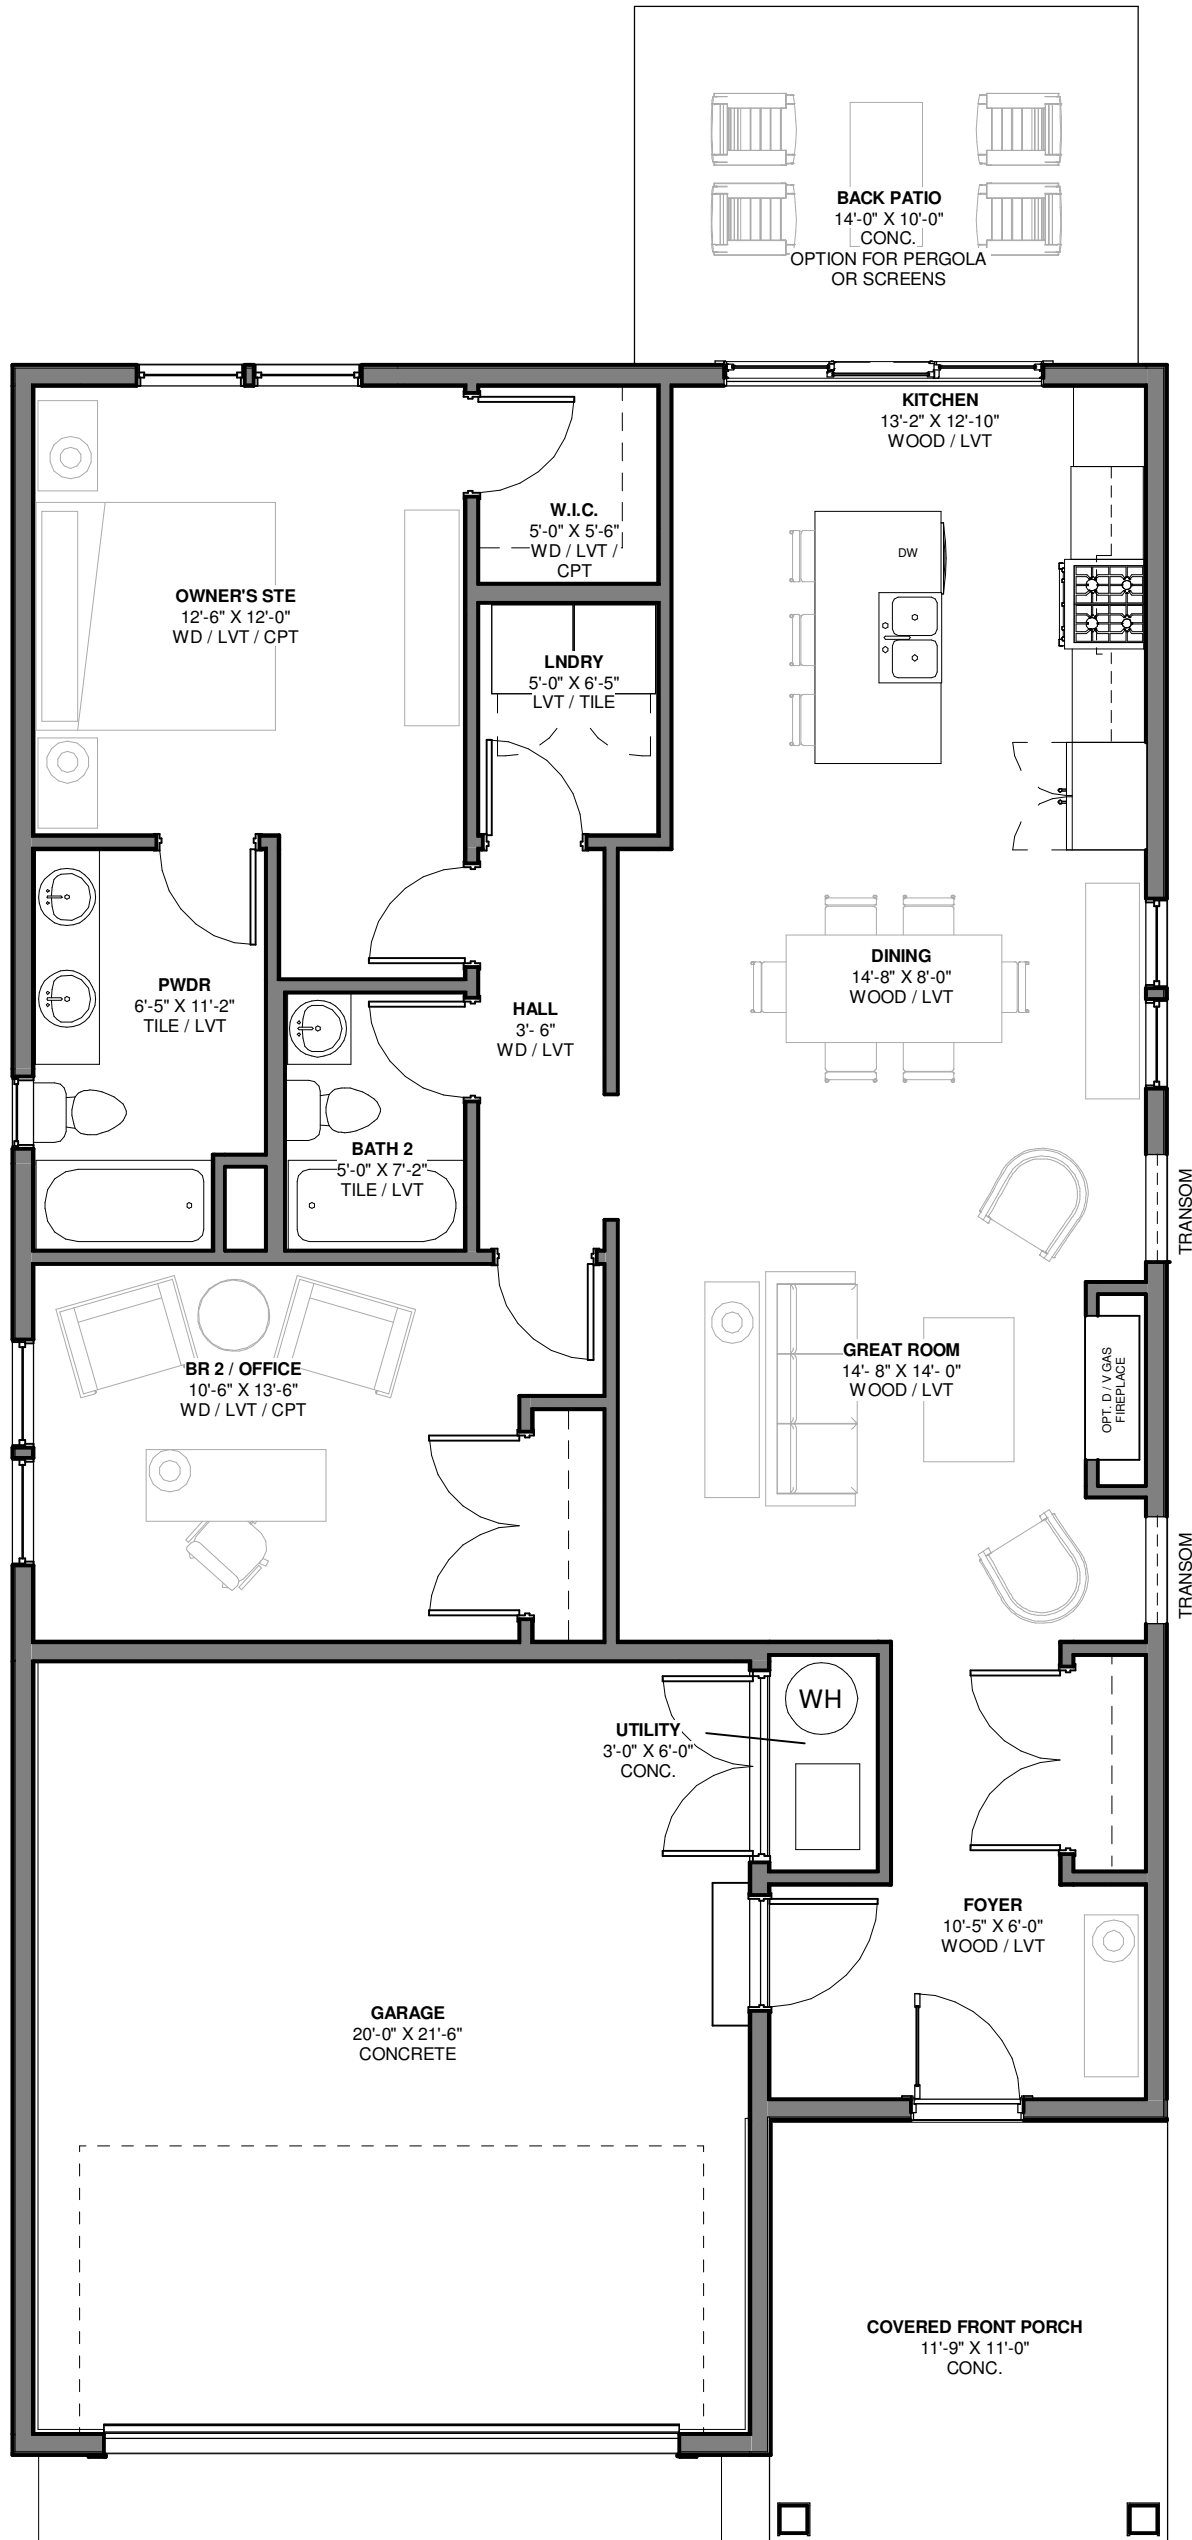 BACK PATIO
14'-0" X 10'-0"
CONC.
OPTION FOR PERGOLA
OR SCREENS
KITCHEN
13'-2" X 12'-10"
WOOD / LVT
W.I.C.
5'-0" X 5'-6"
WD / LVT /
CPT
DW
OWNER'S STE
12'-6" X 12'-0"
WD / LVT / CPT
LNDRY
5'-0" X 6'-5"
LVT / TILE
DINING
14'-8" X 8'-0"
WOOD / LVT
PWDR
6'-5" X 11'-2"
TILE / LVT
HALL
3'- 6"
WD / LVT
BATH 2
5'-0" X 7'-2"
TILE / LVT
TRANSOM
GREAT ROOM
14'- 8" X 14'- 0"
WOOD / LVT
OPT. D / V GAS
FIREPLACE
BR 2 / OFFICE
10'-6" X 13'-6"
WD / LVT / CPT
TRANSOM
WH
UTILITY
3'-0" X 6'-0"
CONC.
FOYER
10'-5" X 6'-0"
WOOD / LVT
GARAGE
20'-0" X 21'-6"
CONCRETE
COVERED FRONT PORCH
11'-9" X 11'-0"
CONC.